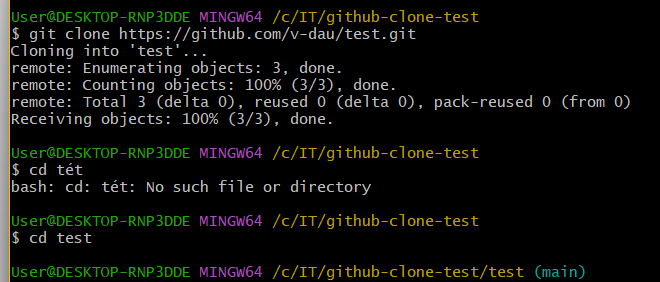 User@DESKTOP-RNP3DDE MINGW64 /c/IT/github-clone-test
$ git clone https://github.com/v-dau/test.git
Cloning into 'test'...
remote: Enumerating objects: 3, done.
remote: Counting objects: 100% (3/3), done.
remote: Total 3 (delta 0), reused 0 (delta 0), pack-reused 0 (from 0)
Receiving objects: 100% (3/3), done.
User@DESKTOP-RNP3DDE MINGW64 /c/IT/github-clone-test
$ cd tét
bash: cd: tét: No such file or directory
User@DESKTOP-RNP3DDE MINGW64 /c/IT/github-clone-test
$ cd test
User@DESKTOP-RNP3DDE MINGW64 /c/IT/github-clone-test/test (main)